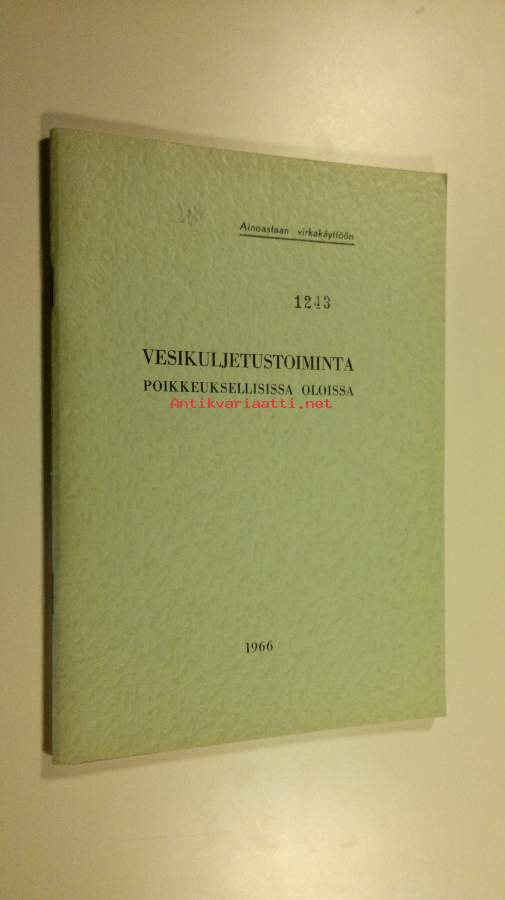 Ainoastaan virkakäyttöön
1243
VESIKULJETUSTOIMINTA
POIKKEUKSELLISISSA OLOISSA
Antikvariaatti.net
1966